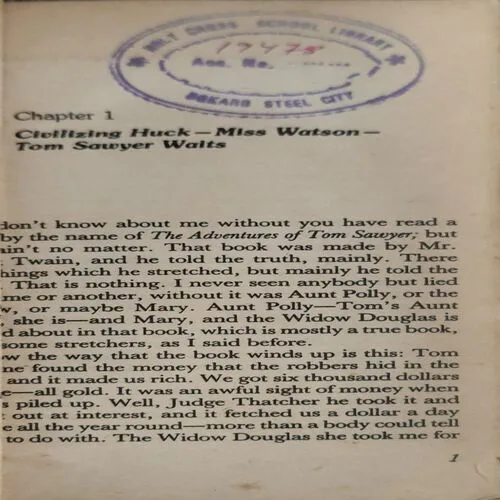 HOLY CROSS SCHOOL LIBRARY
17475
Acc. No.
BOKARO STEEL CITY
Chapter 1
Civilizing Huck—Miss Watson—
Tom Sawyer Waits
don't know about me without you have read a
by the name of The Adventures of Tom Sawyer; but
ain't no matter. That book was made by Mr.
Twain, and he told the truth, mainly. There
hings which he stretched, but mainly he told the
. That is nothing. I never seen anybody but lied
me or another, without it was Aunt Polly, or the
w, or maybe Mary. Aunt Polly—Tom's Aunt
, she is—and Mary, and the Widow Douglas is
d about in that book, which is mostly a true book,
some stretchers, as I said before.
ow the way that the book winds up is this: Tom
me found the money that the robbers hid in the
and it made us rich. We got six thousand dollars
e—all gold. It was an awful sight of money when
s piled up. Well, Judge Thatcher he took it and
t out at interest, and it fetched us a dollar a day
e all the year round—more than a body could tell
to do with. The Widow Douglas she took me for
1